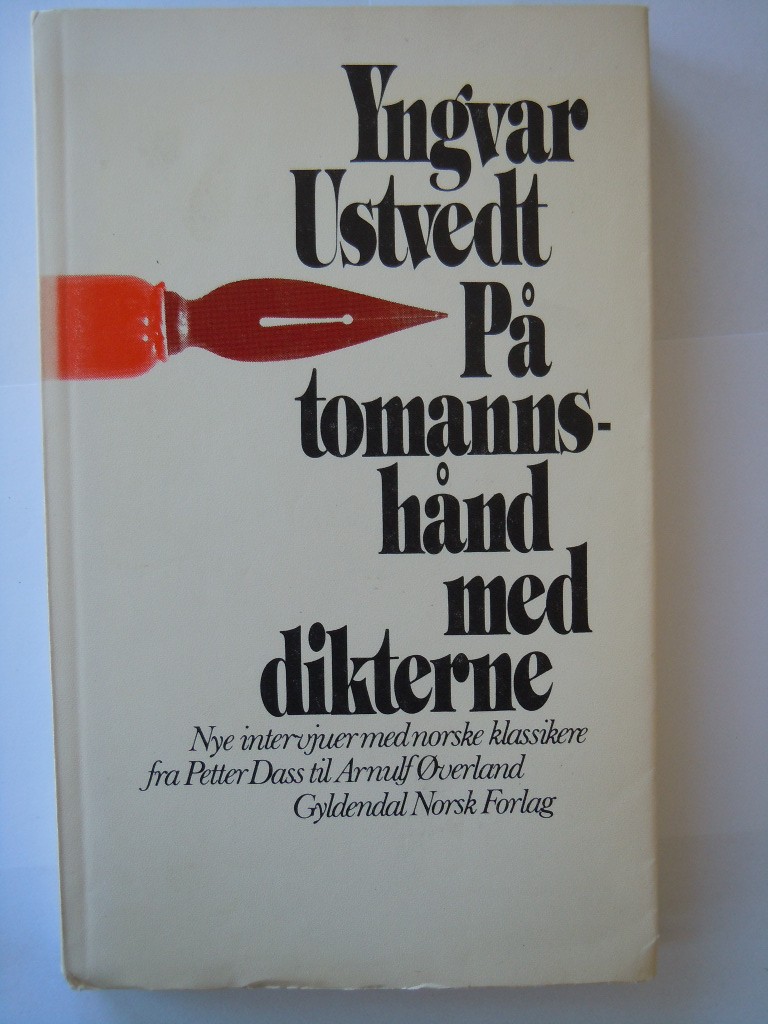 Yngvar
Ustvedt
På
tomanns-
hånd
med
dikterne
Nye intervjuer med norske klassikere
fra Petter Dass til Arnulf Øverland
Gyldendal Norsk Forlag